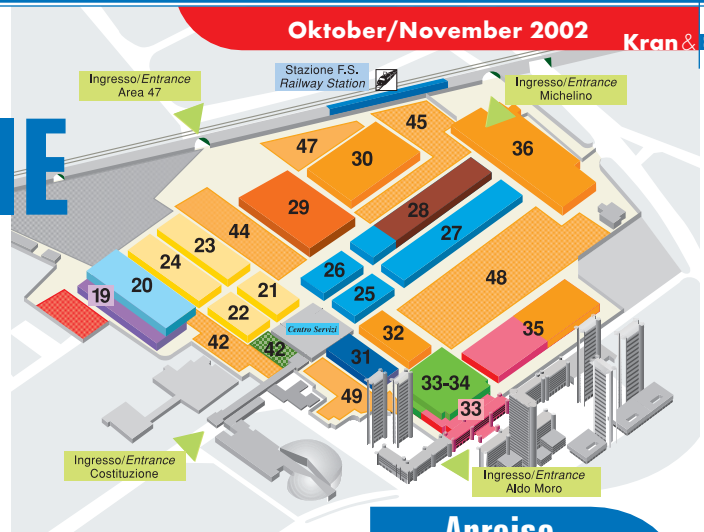 Oktober/November 2002
Kran &
Stazione F.S.
Railway Station
Ingresso/Entrance
Area 47
Ingresso/Entrance
Michelino
IE
45
47
36
30
28
29
44
27
23
24
26
48
20
19
21
25
22
Centro Servizi
32
35
42
42
31
33-34
49
33
Ingresso/Entrance
Costituzione
Ingresso/Entrance
Aldo Moro
Anreise